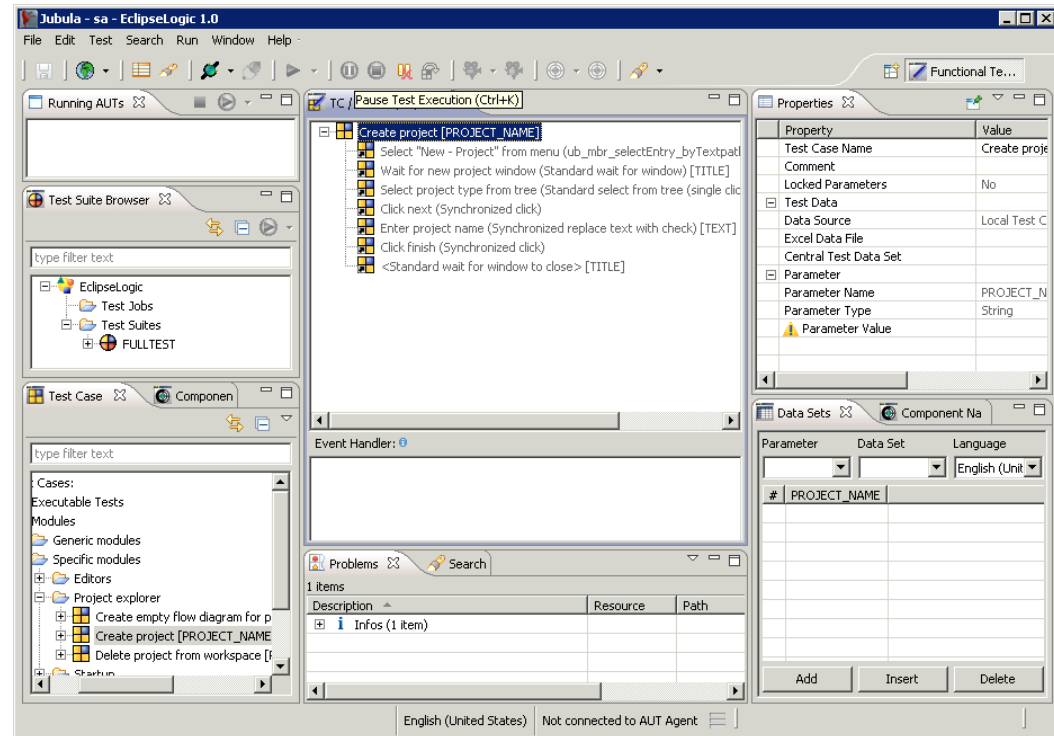 Jubula - sa - EclipseLogic 1.0
File Edit Test Search Run Window Help
Functional Te...
Running AUTs
TC /
Pause Test Execution (Ctrl+K)
Create project [PROJECT_NAME]
Select "New - Project" from menu (ub_mbr_selectEntry_byTextpatl
Wait for new project window (Standard wait for window) [TITLE]
Select project type from tree (Standard select from tree (single clic
Click next (Synchronized click)
Enter project name (Synchronized replace text with check) [TEXT]
Click finish (Synchronized click)
<Standard wait for window to close> [TITLE]
Event Handler:
Test Suite Browser
type filter text
EclipseLogic
Test Jobs
Test Suites
FULLTEST
Test Case Componen
type filter text
: Cases:
Executable Tests
Modules
Generic modules
Specific modules
Editors
Project explorer
Create empty flow diagram for p
Create project [PROJECT_NAME
Delete project from workspace [
Startup
Problems Search
1 items
Description Resource Path
Infos (1 item)
Properties
Property Value
Test Case Name Create proje
Comment
Locked Parameters No
Test Data
Data Source Local Test C
Excel Data File
Central Test Data Set
Parameter
Parameter Name PROJECT_N
Parameter Type String
Parameter Value
Data Sets Component Na
Parameter Data Set Language
English (Unit
# PROJECT_NAME
Add Insert Delete
English (United States) Not connected to AUT Agent